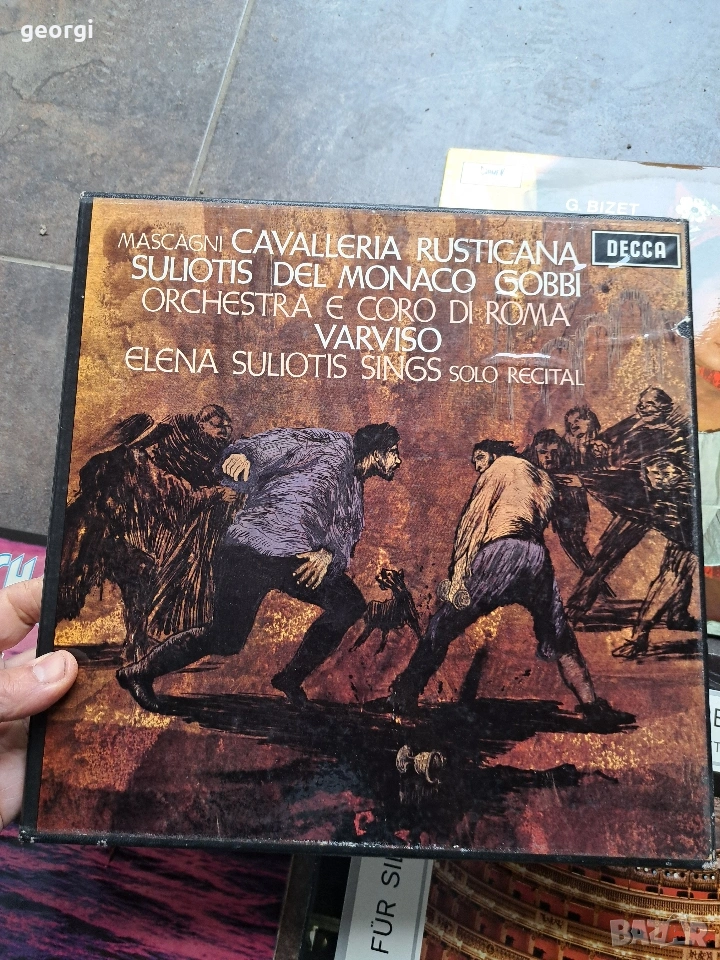 georgi
G. BIZET
DECCA
MASCAGNI CAVALLERIA RUSTICANA
SULIOTIS DEL MONACO GOBBI
ORCHESTRA E CORO DI ROMA
VARVISO
ELENA SULIOTIS SINGS SOLO RECITAL
FÜR
BAZAR